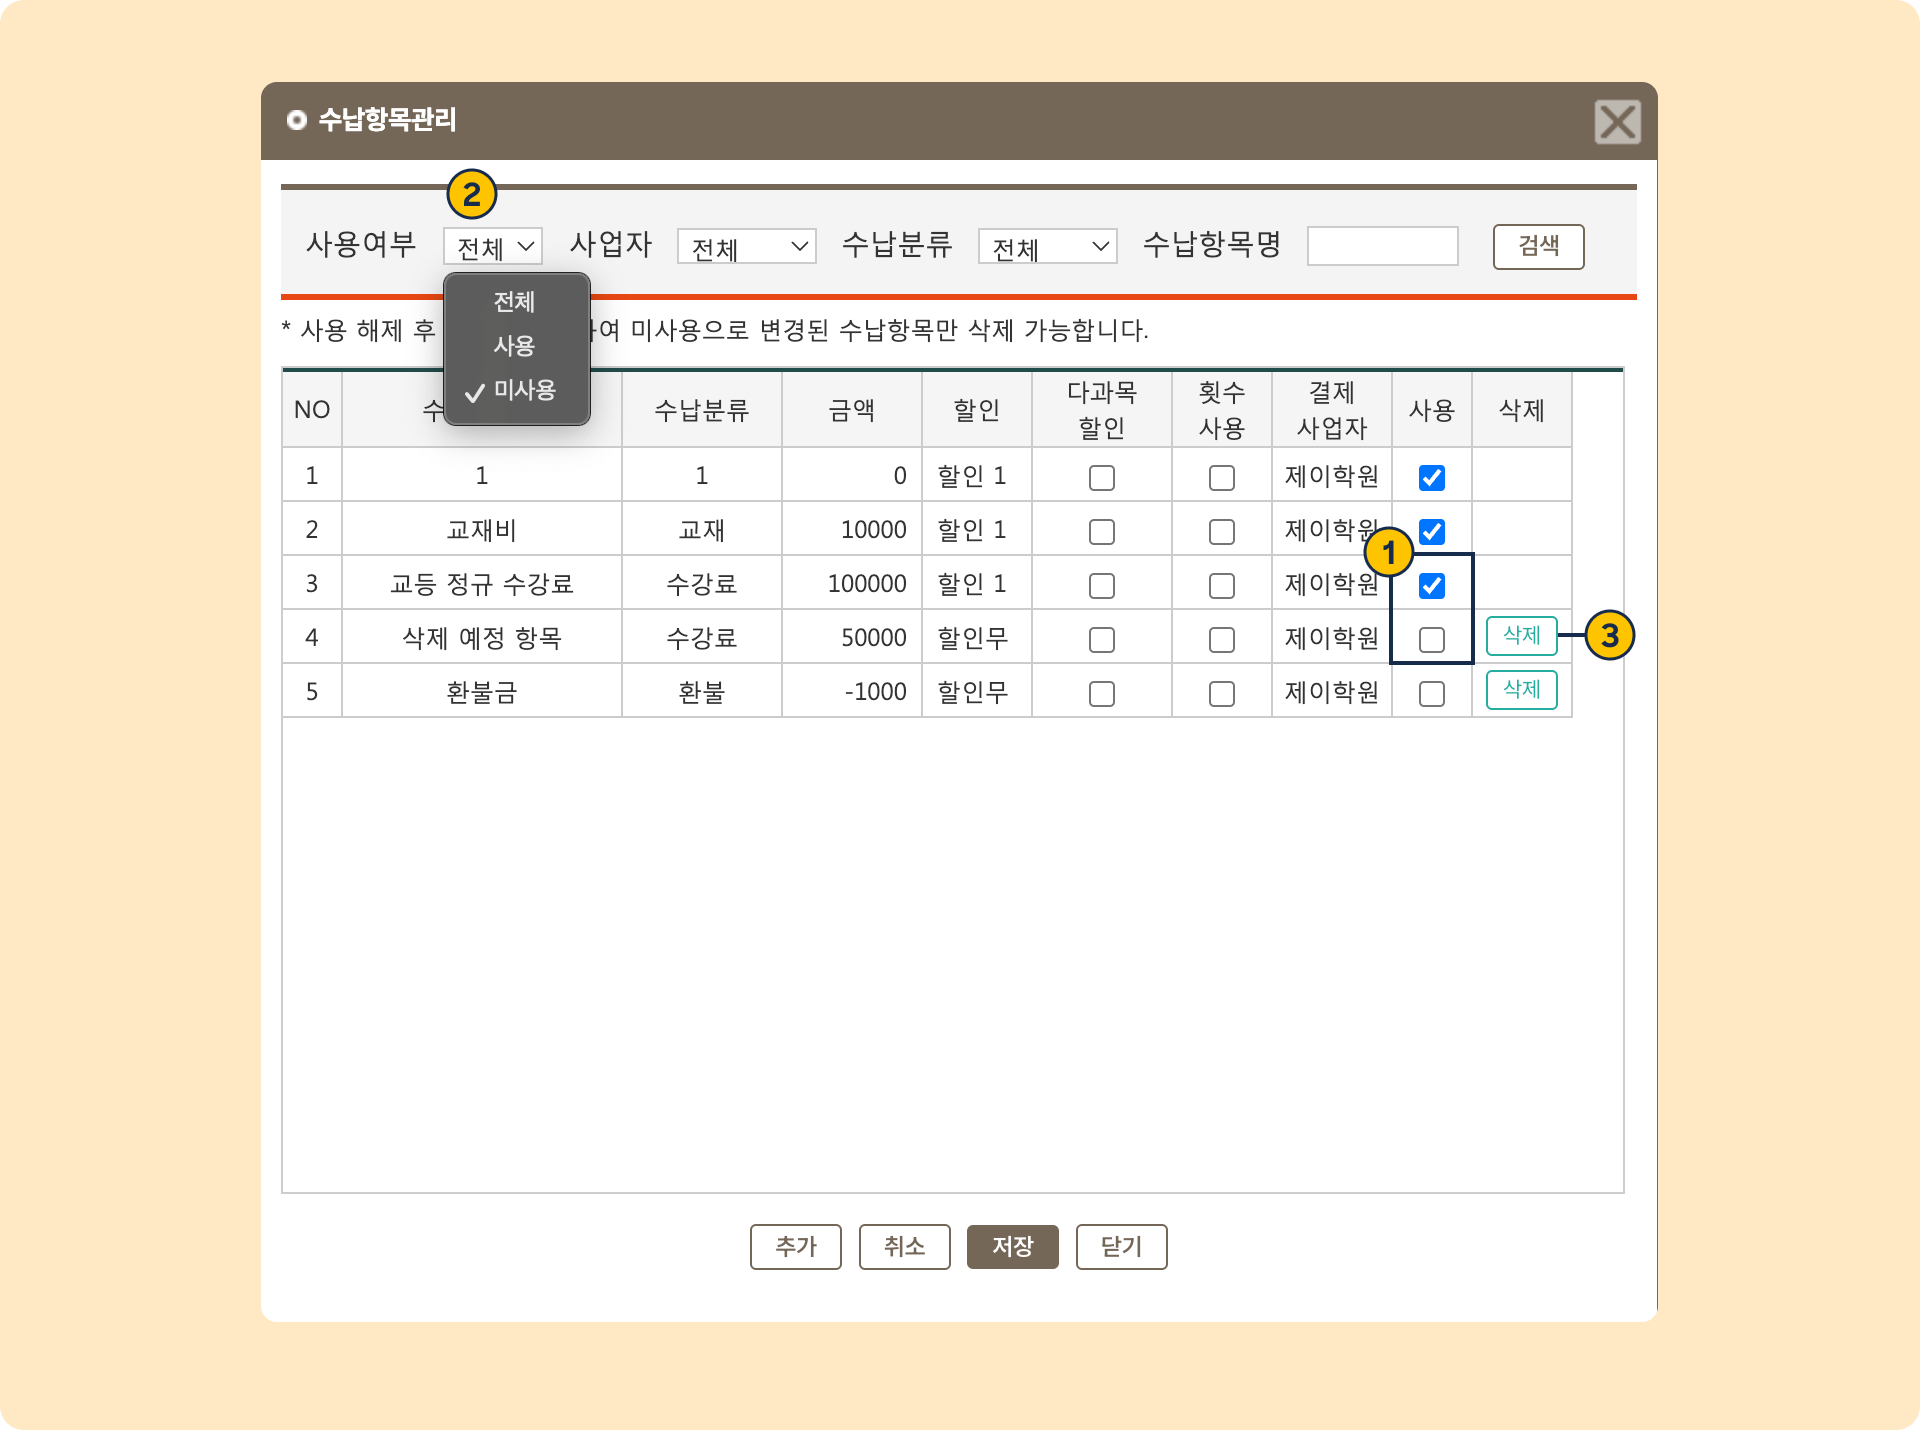 수납항목관리
2
사용여부 전체 사업자 전체 수납분류 전체 수납항목명 검색
전체
사용
미사용
* 사용 해제 후 여 미사용으로 변경된 수납항목만 삭제 가능합니다.
NO 수 수납분류 금액 할인 다과목 할인 횟수 사용 결제 사업자 사용 삭제
1 1 1 0 할인 1 제이학원
2 교재비 교재 10000 할인 1 제이학원
1
3 교등 정규 수강료 수강료 100000 할인 1 제이학원
4 삭제 예정 항목 수강료 50000 할인무 제이학원 삭제 3
5 환불금 환불 -1000 할인무 제이학원 삭제
추가 취소 저장 닫기